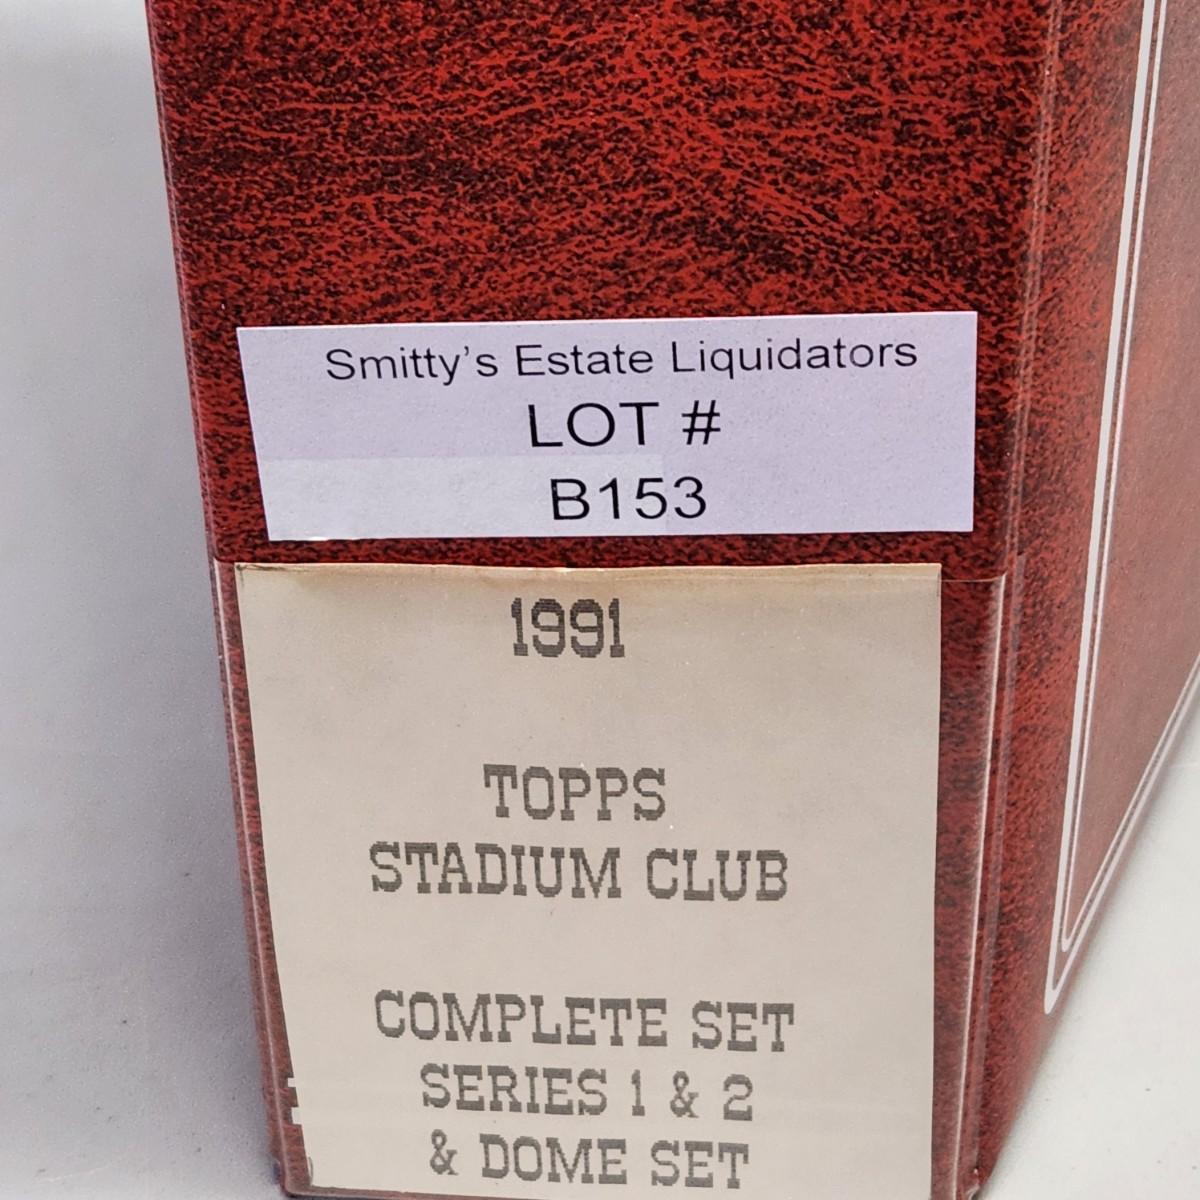 Smitty's Estate Liquidators
LOT #
B153
1991
TOPPS
STADIUM CLUB
COMPLETE SET
SERIES 1 & 2
& DOME SET